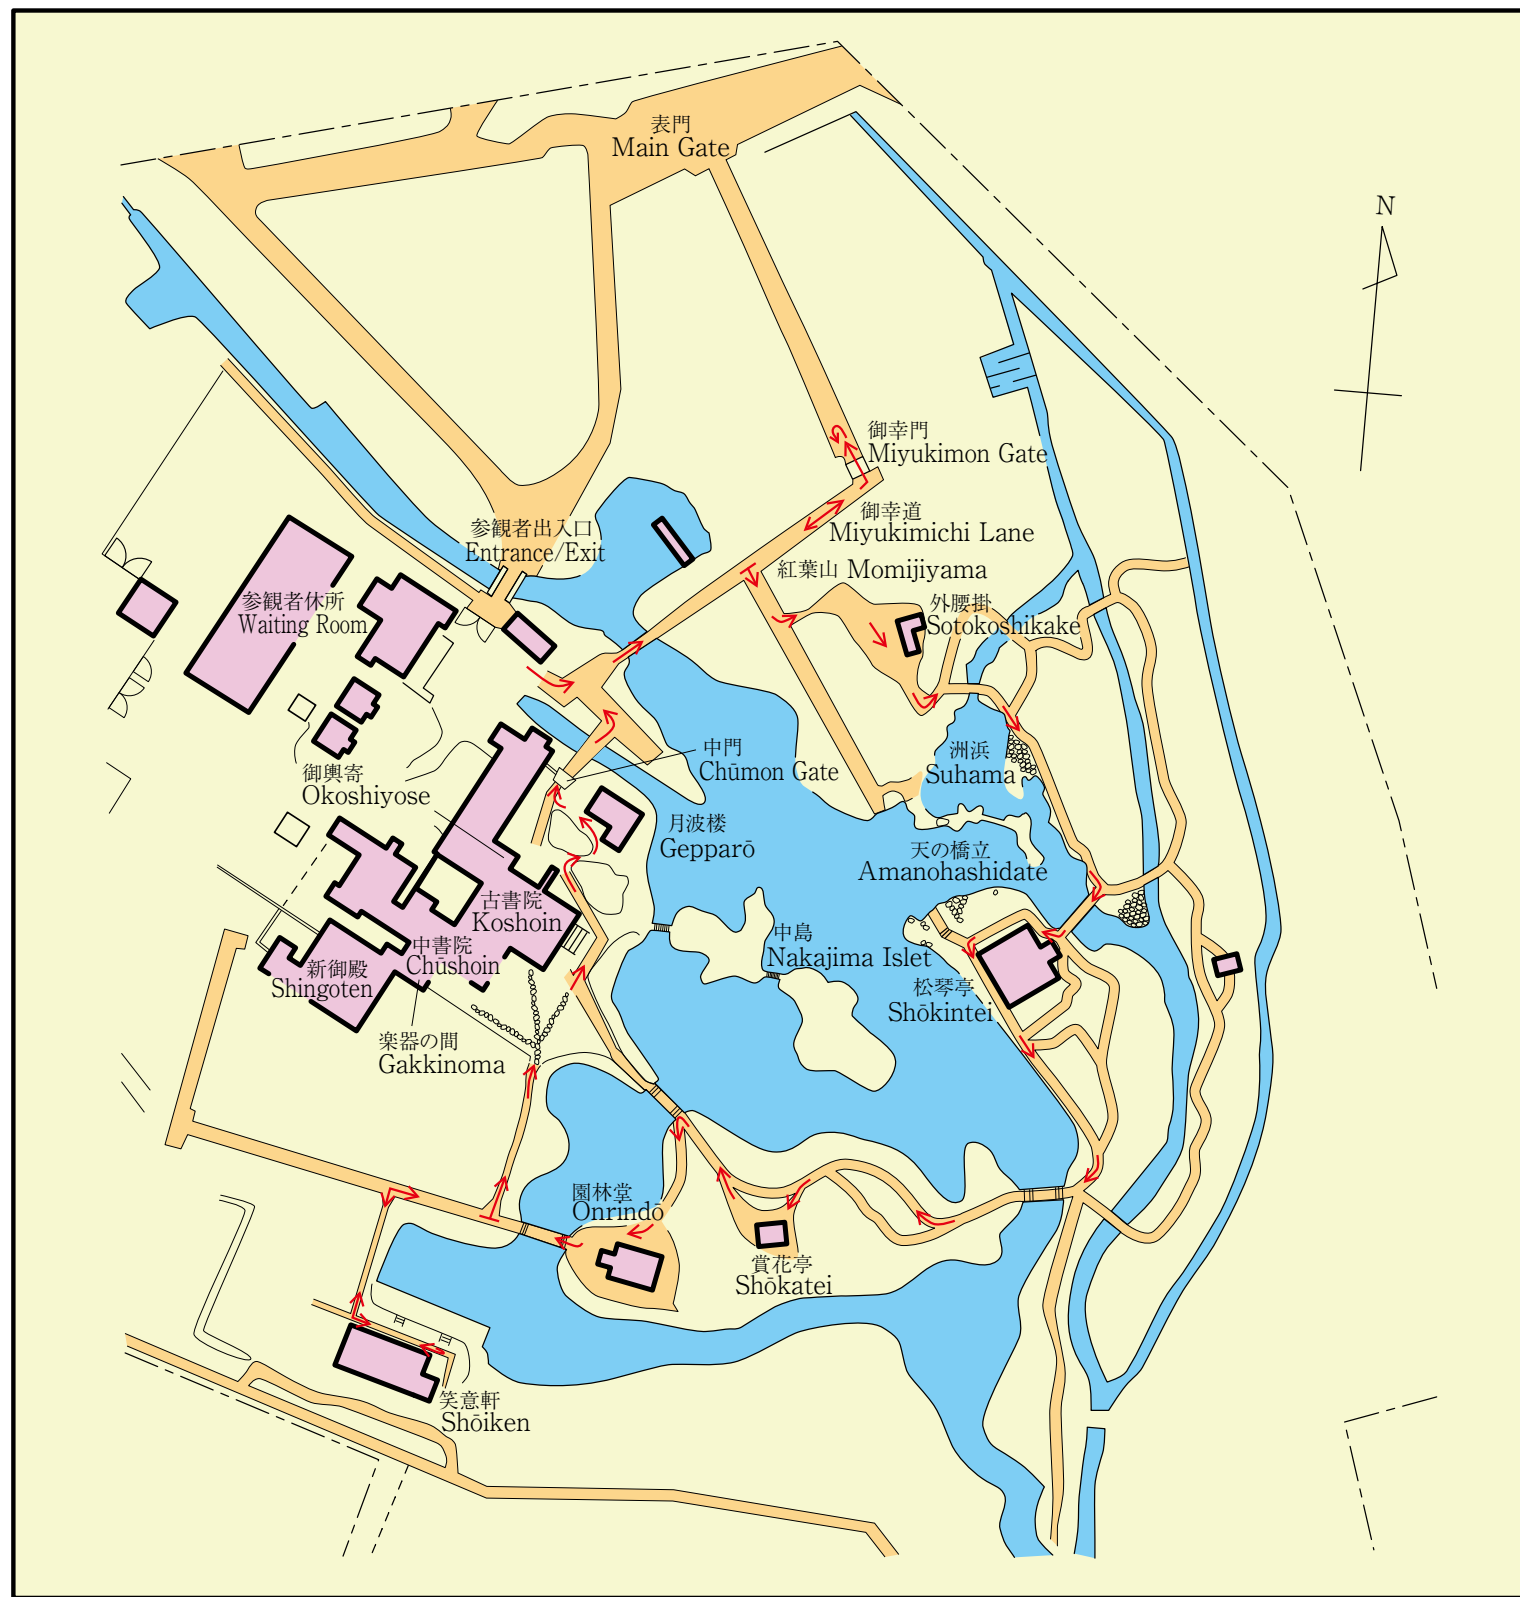 表門
Main Gate
N
御幸門
Miyukimon Gate
御幸道
Miyukimichi Lane
参観者出入口
Entrance/Exit
紅葉山 Momijiyama
参観者休所
Waiting Room
外腰掛
Sotokoshikake
中門
Chūmon Gate
洲浜
Suhama
御輿寄
Okoshiyose
月波楼
Gepparō
天の橋立
Amanohashidate
古書院
Koshoin
中島
Nakajima Islet
中書院
Chūshoin
新御殿
Shingoten
松琴亭
Shōkintei
楽器の間
Gakkinoma
園林堂
Onrindō
賞花亭
Shōkatei
笑意軒
Shōiken